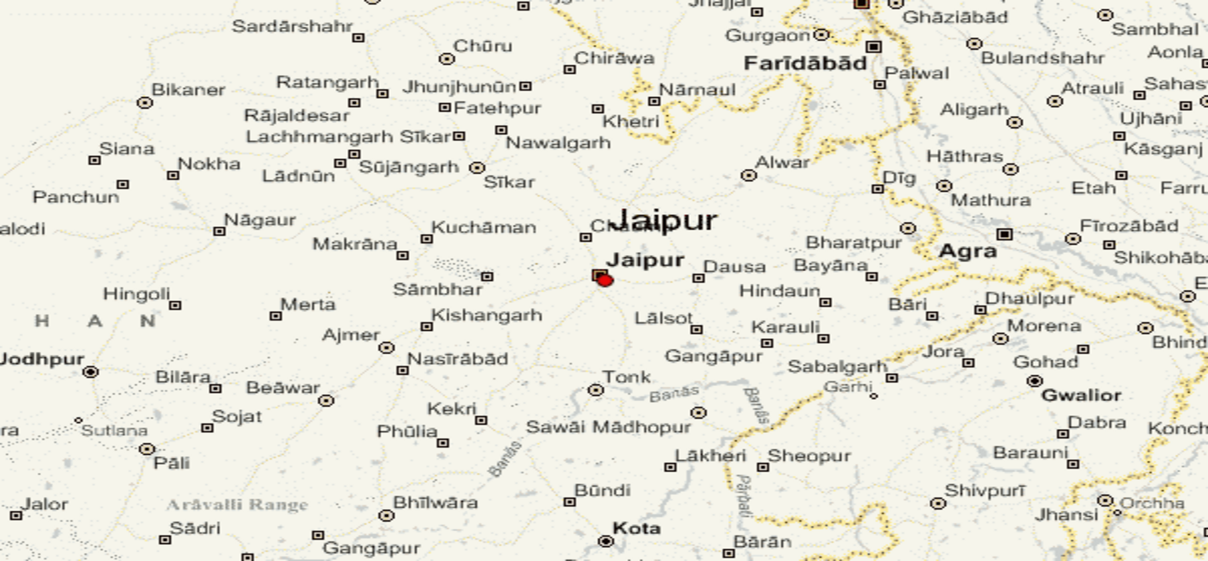 Jhajjar
Ghāziābād
Sardārshahr
Gurgaon
Sambhal
Chūru
Chirāwa
Farīdābād
Bulandshahr
Aonla
Bikaner
Ratangarh
Jhunjhunūn
Nārnaul
Palwal
Atrauli
Sahas
Rājaldesar
Fatehpur
Khetri
Aligarh
Ujhāni
Lachhmangarh Sīkar
Nawalgarh
Siana
Nokha
Lādnūn
Sūjāngarh
Sīkar
Alwar
Hāthras
Kāsganj
Panchun
Dīg
Mathura
Etah
Farru
alodi
Nāgaur
Kuchāman
Jaipur
Bharatpur
Fīrozābād
Makrāna
Jaipur
Dausa
Bayāna
Agra
Shikohāb
Sāmbhar
Hingoli
Merta
Kishangarh
Hindaun
Bāri
Dhaulpur
E
H A N
Ajmer
Lālsot
Karauli
Morena
Bhind
Jodhpur
Nasīrābād
Gangāpur
Sabalgarh
Jora
Gohad
Bilāra
Beāwar
Tonk
Banās
Banās
Garhi
Gwalior
Sutlana
Sojat
Kekri
Phūlia
Sawāi Mādhopur
Dabra
Konch
ra
Pāli
Banās
Lākheri
Sheopur
Barauni
Jalor
Arāvalli Range
Bhīlwāra
Būndi
Pārbati
Shivpurī
Orchha
Jhansi
Sādri
Gangāpur
Kota
Bārān